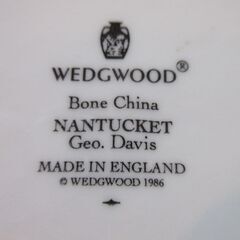 WEDGWOOD®
Bone China
NANTUCKET
Geo. Davis
MADE IN ENGLAND
© WEDGWOOD 1986